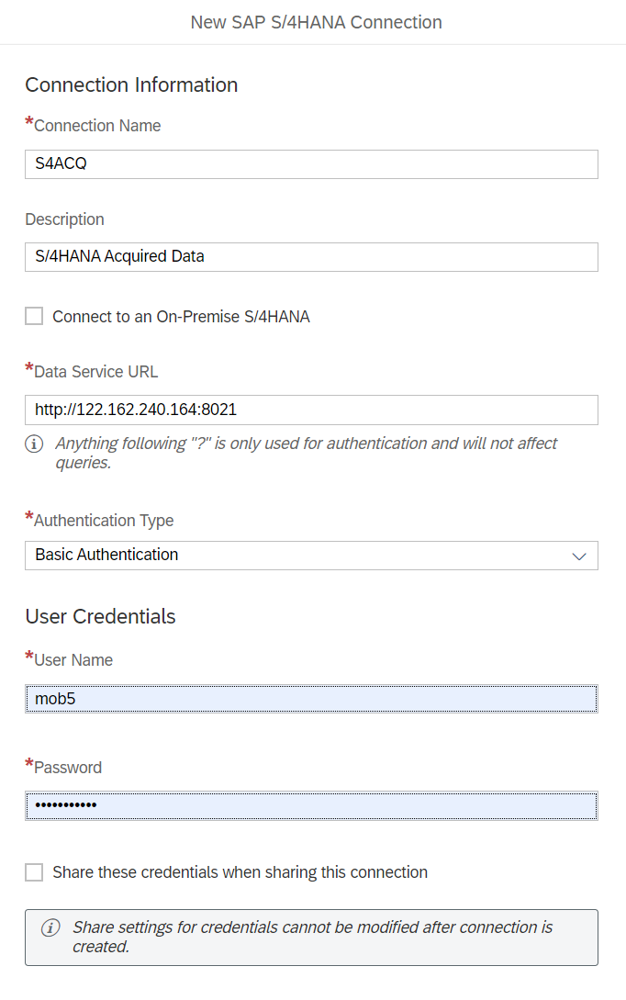 New SAP S/4HANA Connection
Connection Information
*Connection Name
S4ACQ
Description
S/4HANA Acquired Data
Connect to an On-Premise S/4HANA
*Data Service URL
http://122.162.240.164:8021
Anything following "?" is only used for authentication and will not affect
queries.
*Authentication Type
Basic Authentication
User Credentials
*User Name
mob5
*Password
•••••••••••
Share these credentials when sharing this connection
Share settings for credentials cannot be modified after connection is
created.